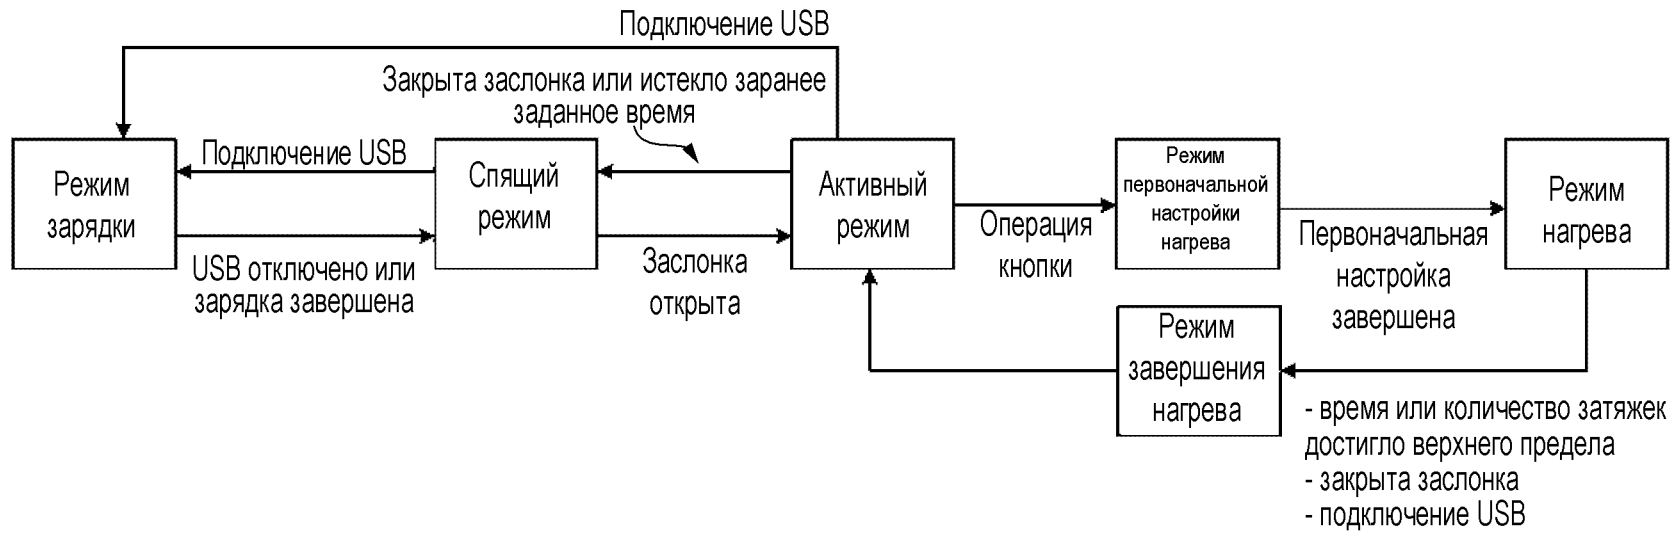 Подключение USB
Закрыта заслонка или истекло заранее
заданное время
Режим
зарядки
Подключение USB
USB отключено или
зарядка завершена
Спящий
режим
Заслонка
открыта
Активный
режим
Операция
кнопки
Режим
первоначальной
настройки
нагрева
Первоначальная
настройка
завершена
Режим
нагрева
Режим
завершения
нагрева
- время или количество затяжек
достигло верхнего предела
- закрыта заслонка
- подключение USB